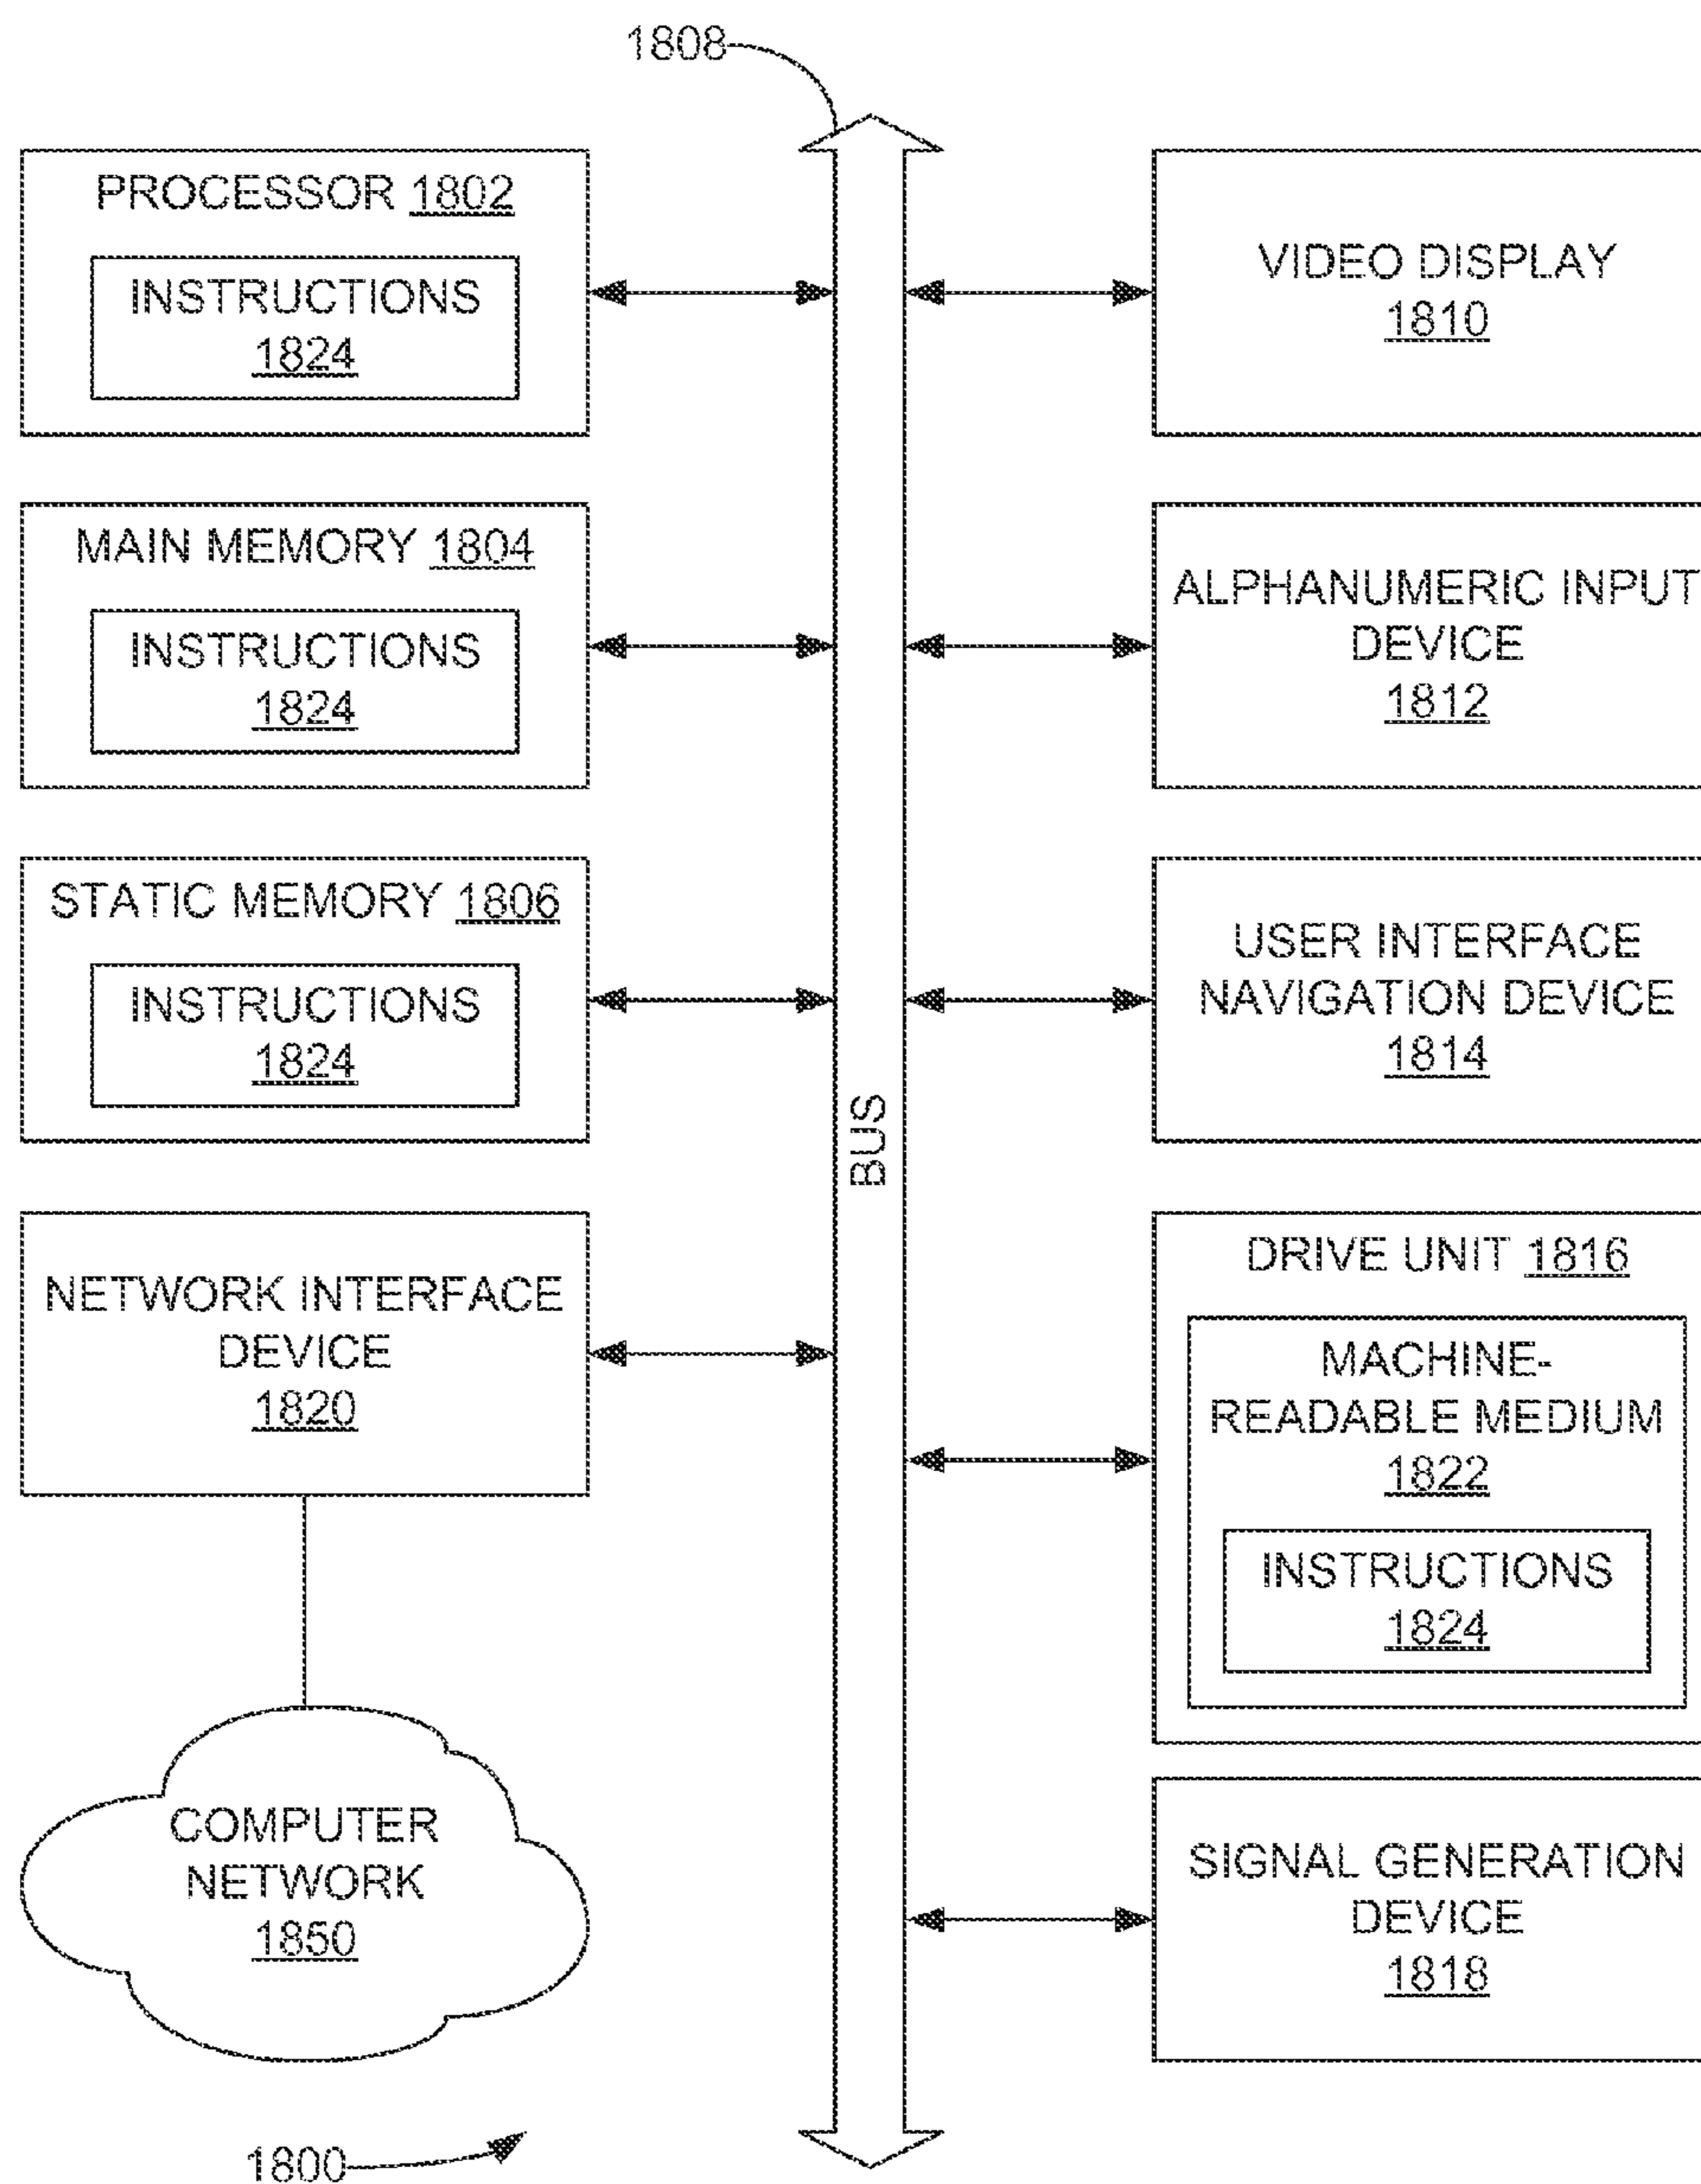 1808
PROCESSOR 1802
INSTRUCTIONS
1824
MAIN MEMORY 1804
INSTRUCTIONS
1824
STATIC MEMORY 1806
INSTRUCTIONS
1824
NETWORK INTERFACE
DEVICE
1820
COMPUTER
NETWORK
1850
1800
BUS
VIDEO DISPLAY
1810
ALPHANUMERIC INPUT
DEVICE
1812
USER INTERFACE
NAVIGATION DEVICE
1814
DRIVE UNIT 1816
MACHINE-
READABLE MEDIUM
1822
INSTRUCTIONS
1824
SIGNAL GENERATION
DEVICE
1818